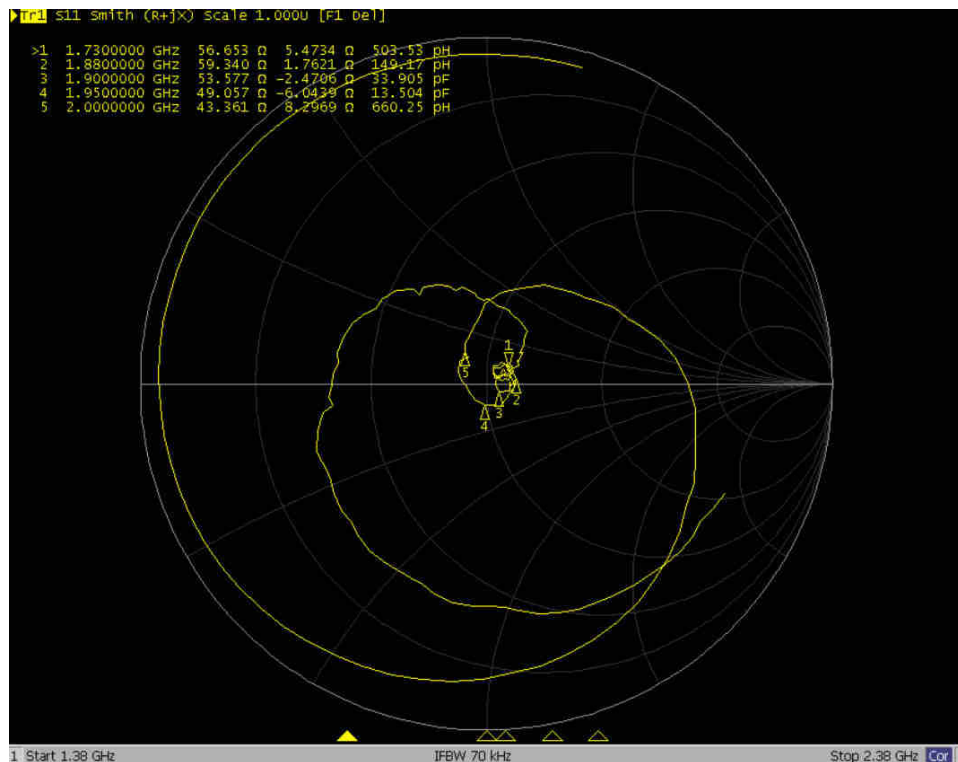 Tr1 S11 Smith (R+jX) Scale 1.000U [F1 Del]
>1 1.7300000 GHz 56.653 Ω 5.4734 Ω 503.53 pH
2 1.8800000 GHz 59.340 Ω 1.7621 Ω 149.17 pH
3 1.9000000 GHz 53.577 Ω -2.4706 Ω 33.905 pF
4 1.9500000 GHz 49.057 Ω -6.0439 Ω 13.504 pF
5 2.0000000 GHz 43.361 Ω 8.2969 Ω 660.25 pH
1
5
2
3
4
1 Start 1.38 GHz IFBW 70 kHz Stop 2.38 GHz Cor